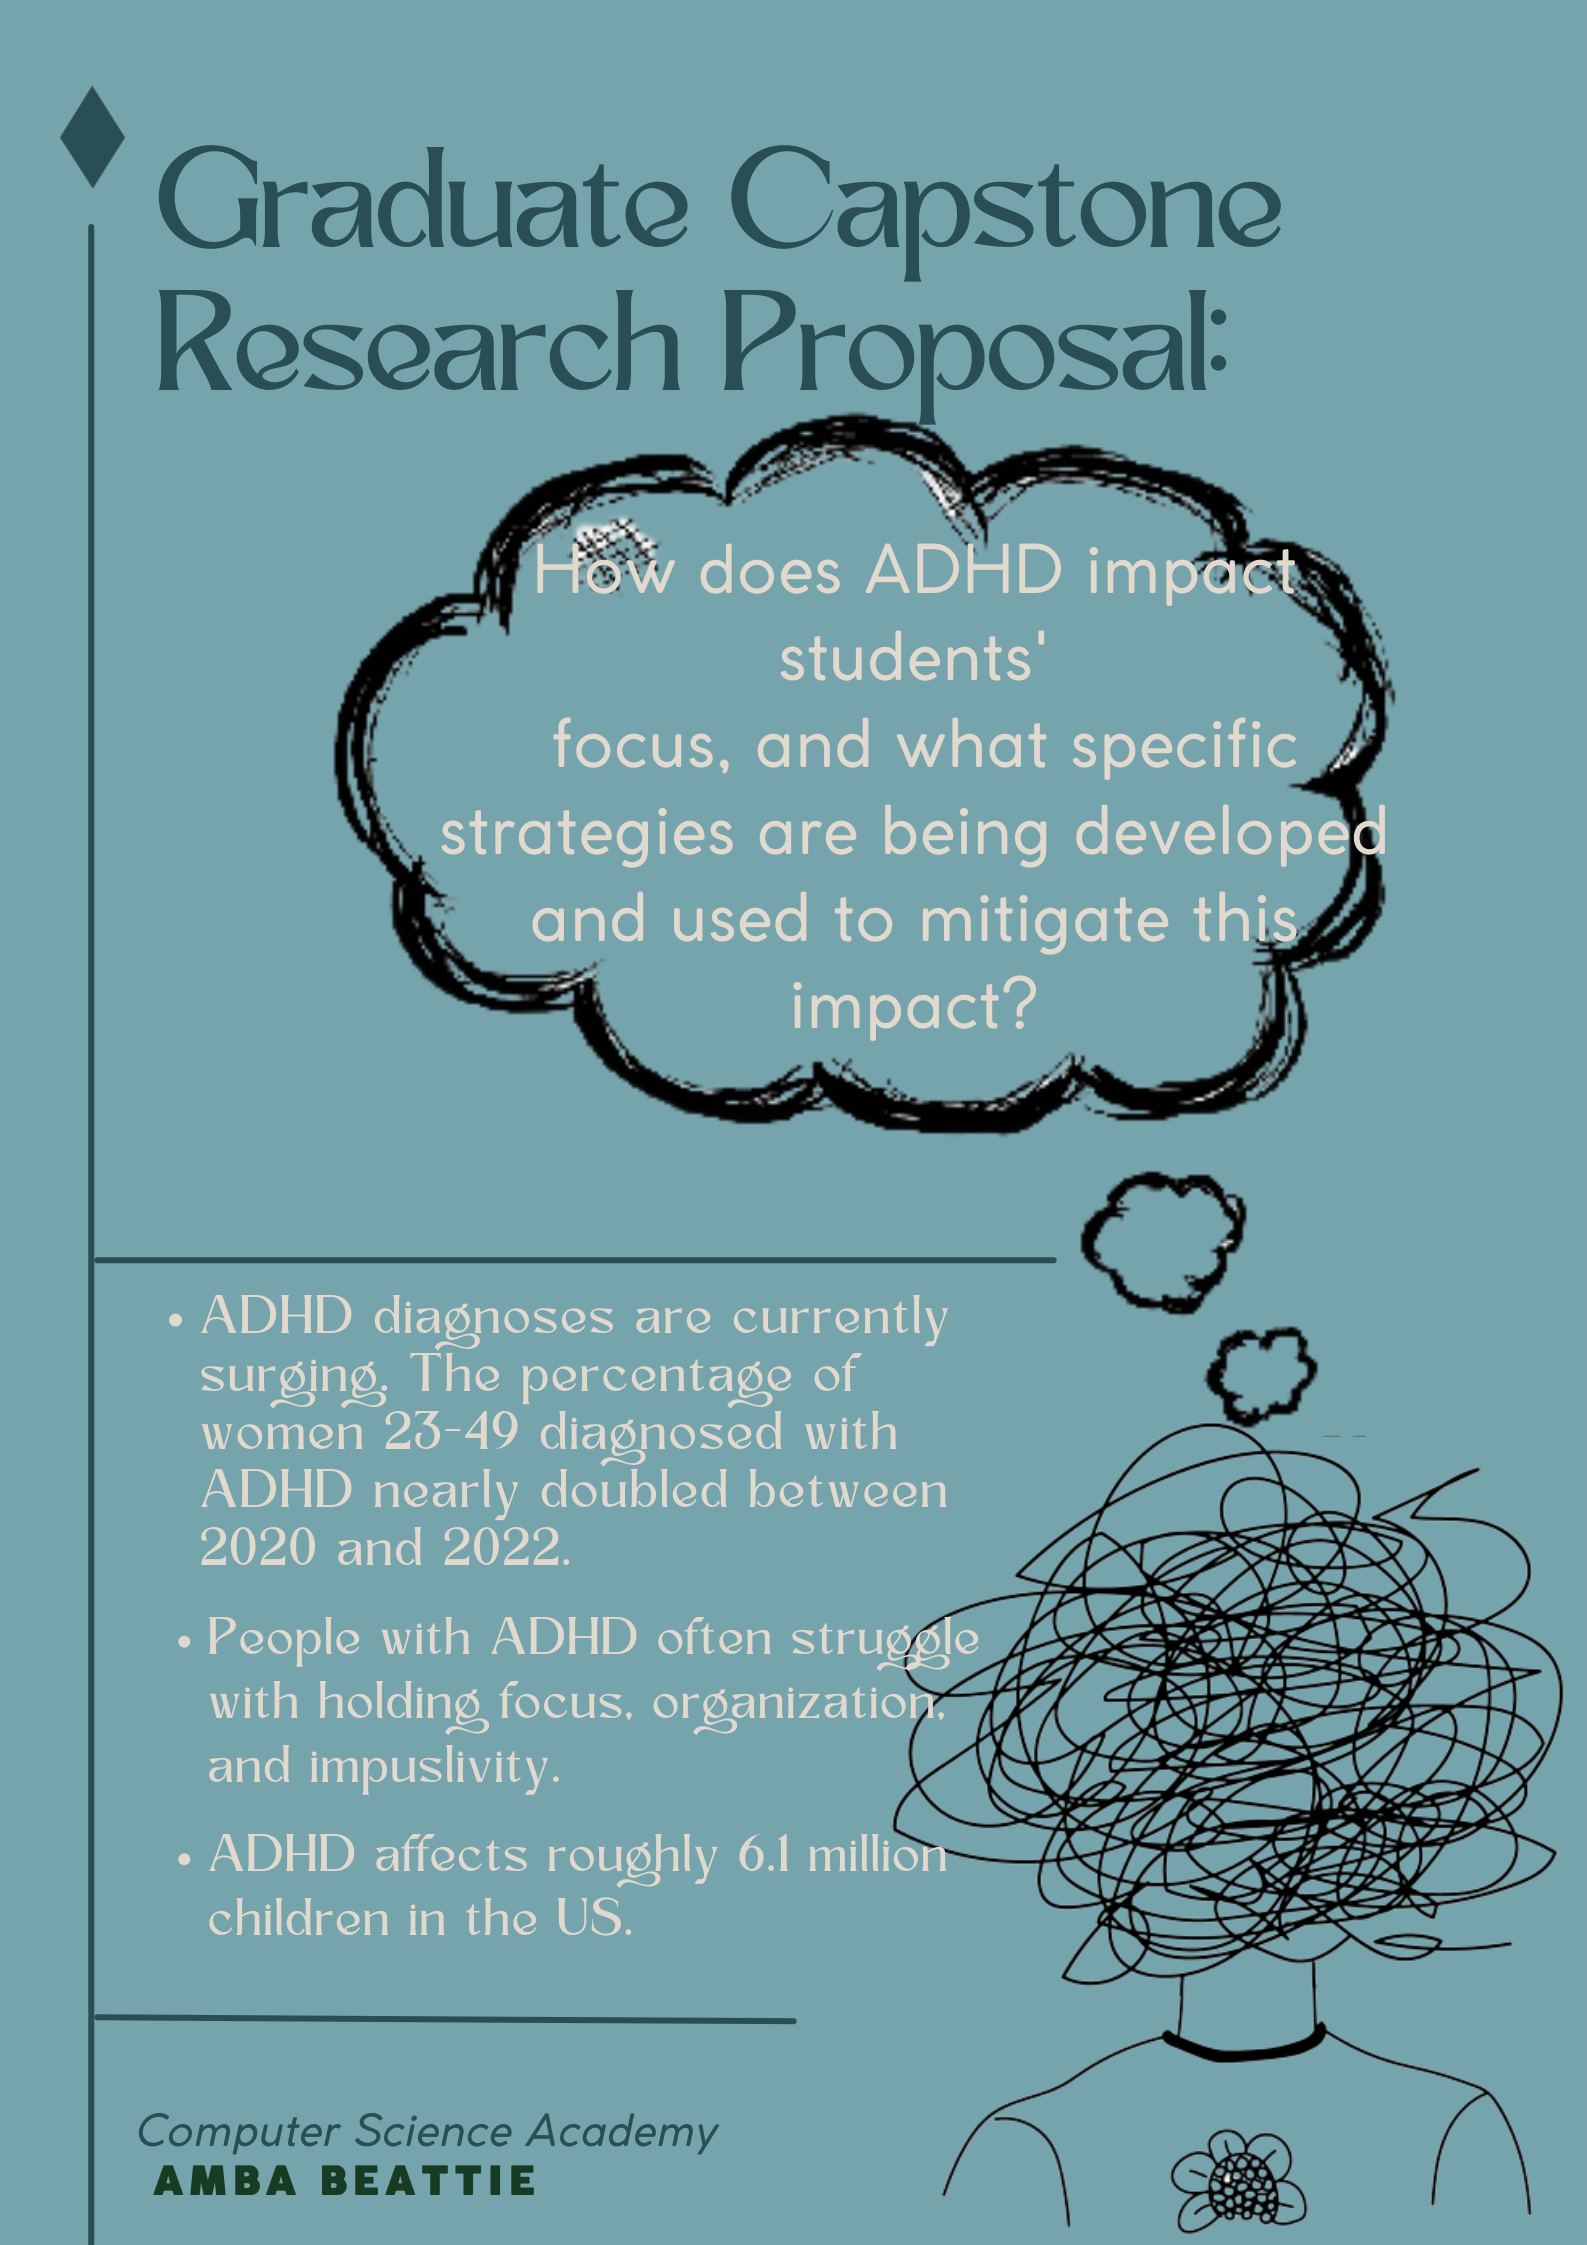 Graduate Capstone
Research Proposal:
How does ADHD impact
students'
focus, and what specific
strategies are being developed
and used to mitigate this
impact?
• ADHD diagnoses are currently
surging. The percentage of
women 23-49 diagnosed with
ADHD nearly doubled between
2020 and 2022.
• People with ADHD often struggle
with holding focus, organization,
and impuslivity.
• ADHD affects roughly 6.1 million
children in the US.
Computer Science Academy
AMBA BEATTIE